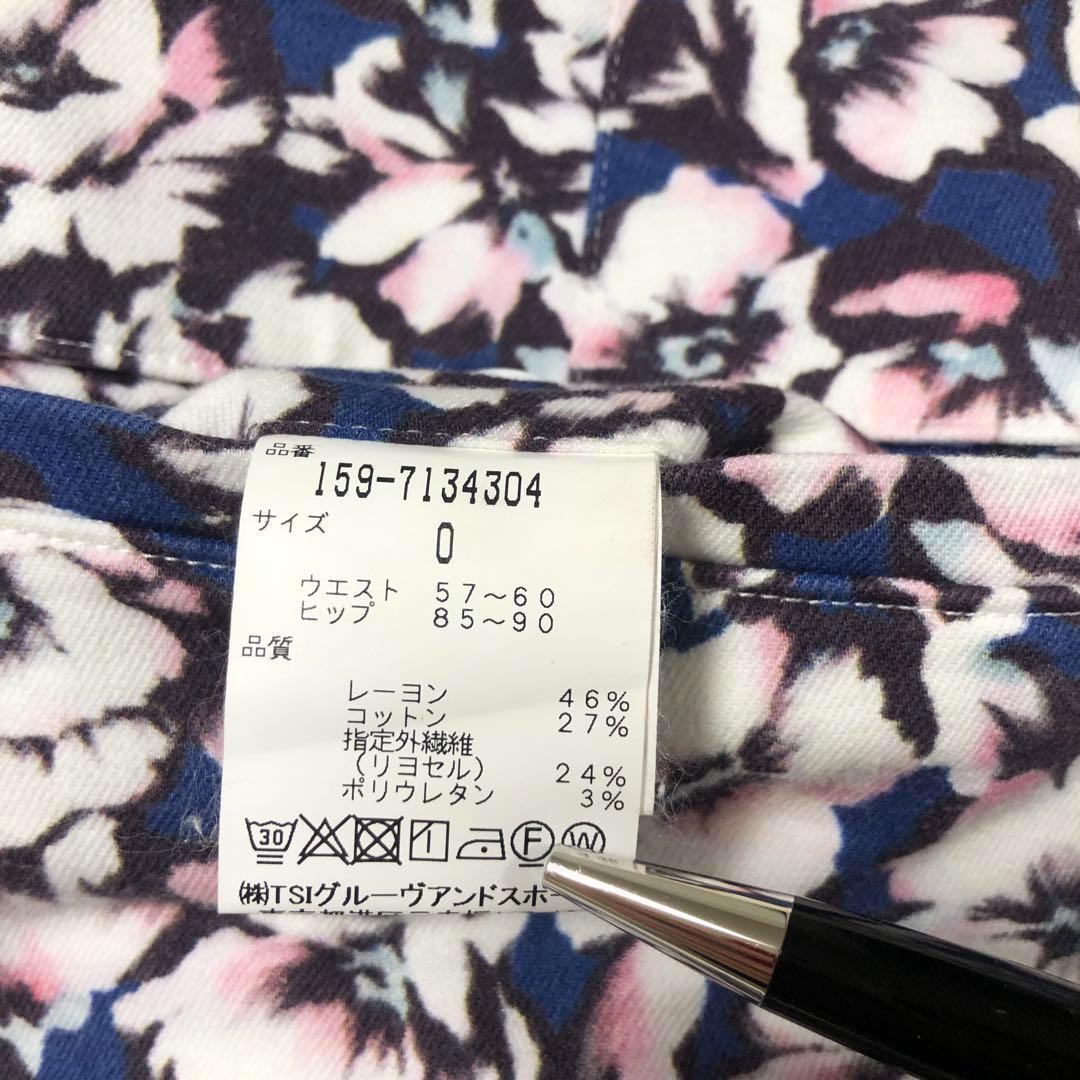 品番
159-7134304
サイズ
0
ウエスト 57~60
ヒップ 85~90
品質
レーヨン 46%
コットン 27%
指定外繊維
(リヨセル) 24%
ポリウレタン 3%
30 F W
㈱TSIグルーヴアンドスポー